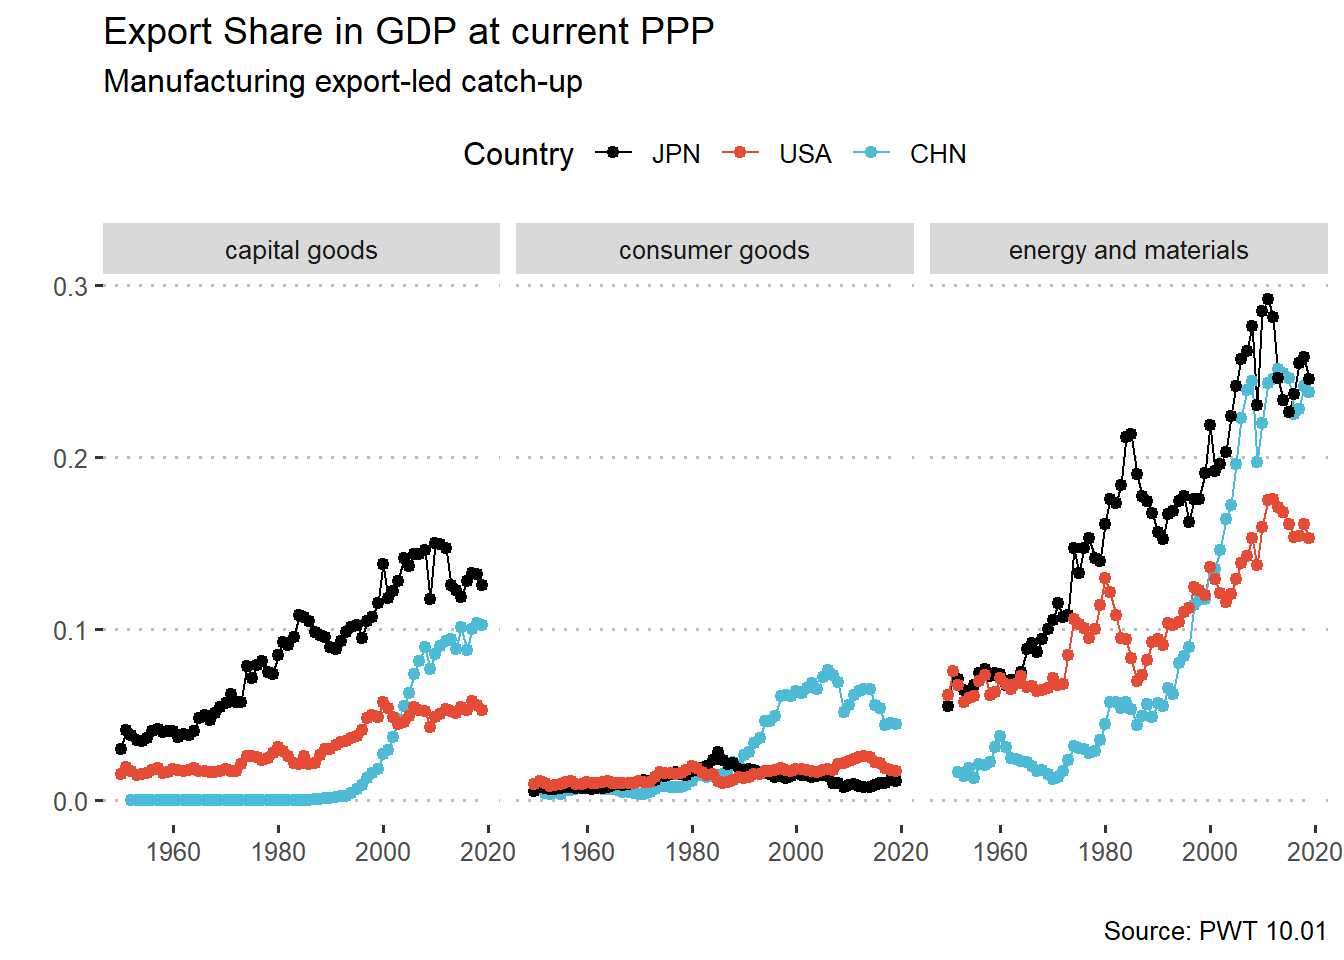 Export Share in GDP at current PPP
Manufacturing export-led catch-up
Country JPN USA CHN
capital goods consumer goods energy and materials
0.3
0.2
0.1
0.0
1960 1980 2000 2020 1960 1980 2000 2020 1960 1980 2000 2020
Source: PWT 10.01